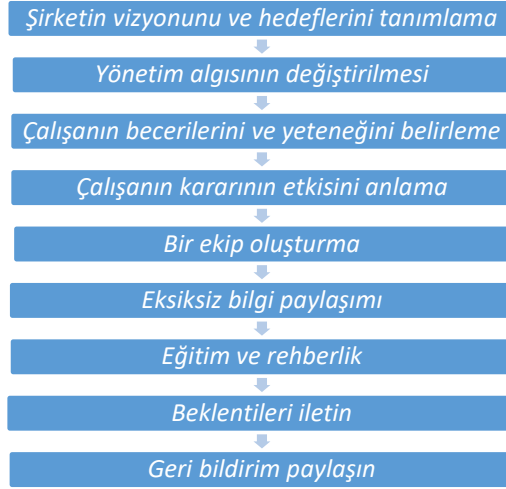 Şirketin vizyonunu ve hedeflerini tanımlama
Yönetim algısının değiştirilmesi
Çalışanın becerilerini ve yeteneğini belirleme
Çalışanın kararının etkisini anlama
Bir ekip oluşturma
Eksiksiz bilgi paylaşımı
Eğitim ve rehberlik
Beklentileri iletin
Geri bildirim paylaşın